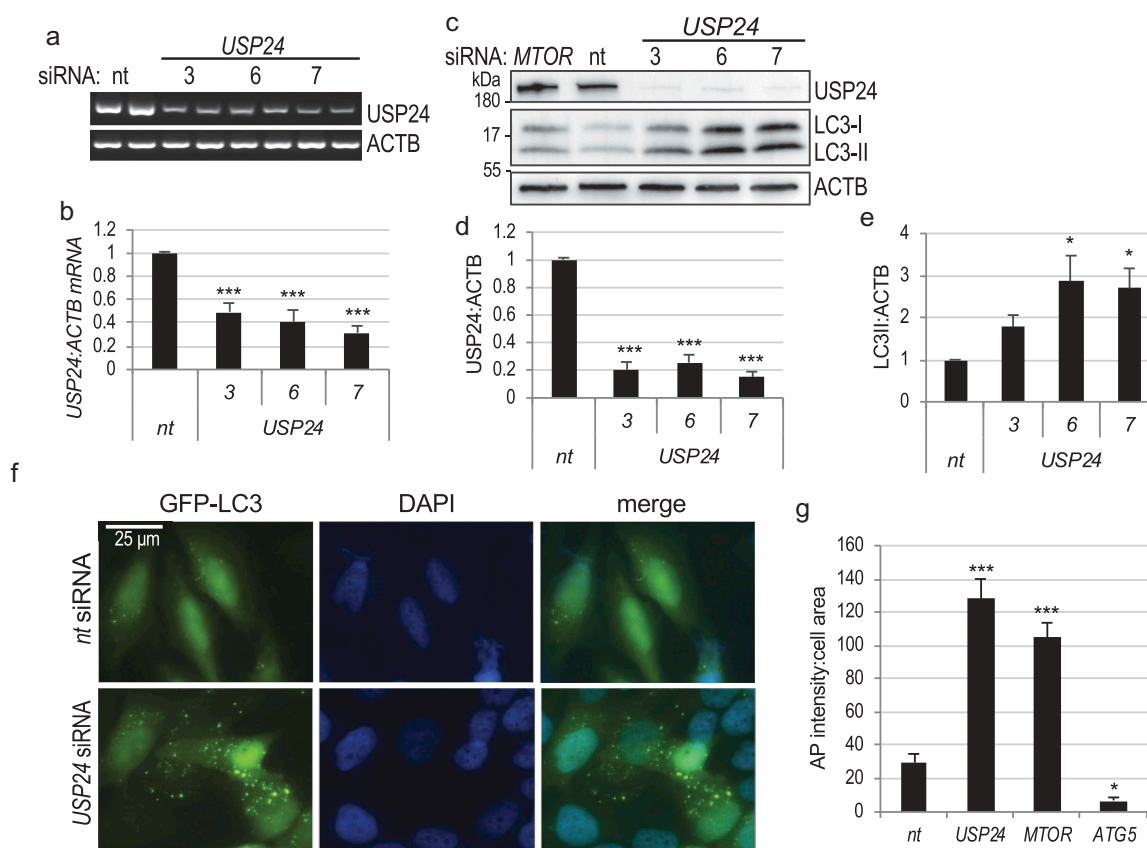 a
USP24
siRNA: nt 3 6 7
USP24
ACTB
b
USP24:ACTB mRNA
1.2
1
0.8
0.6
0.4
0.2
0
***
***
***
3 6 7
nt USP24
c
USP24
siRNA: MTOR nt 3 6 7
kDa
180
USP24
17
LC3-I
LC3-II
55
ACTB
d
USP24:ACTB
1.2
1
0.8
0.6
0.4
0.2
0
***
***
***
3 6 7
nt USP24
e
LC3II:ACTB
4
3
2
1
0
*
*
3 6 7
nt USP24
f
GFP-LC3 DAPI merge
25 µm
nt siRNA
USP24 siRNA
g
AP intensity:cell area
160
140
120
100
80
60
40
20
0
***
***
*
nt USP24 MTOR ATG5